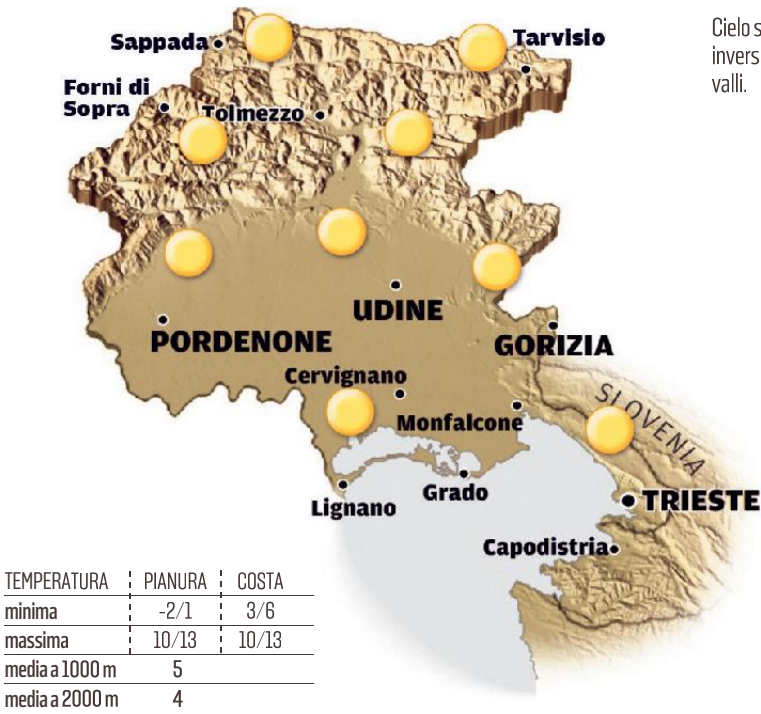 Cielo s
invers
valli.
Sappada
Tarvisio
Forni di
Sopra
Tolmezzo
UDINE
PORDENONE
GORIZIA
Cervignano
Monfalcone
SLOVENIA
Lignano
Grado
TRIESTE
Capodistria
TEMPERATURA PIANURA COSTA
minima -2/1 3/6
massima 10/13 10/13
media a 1000 m 5
media a 2000 m 4